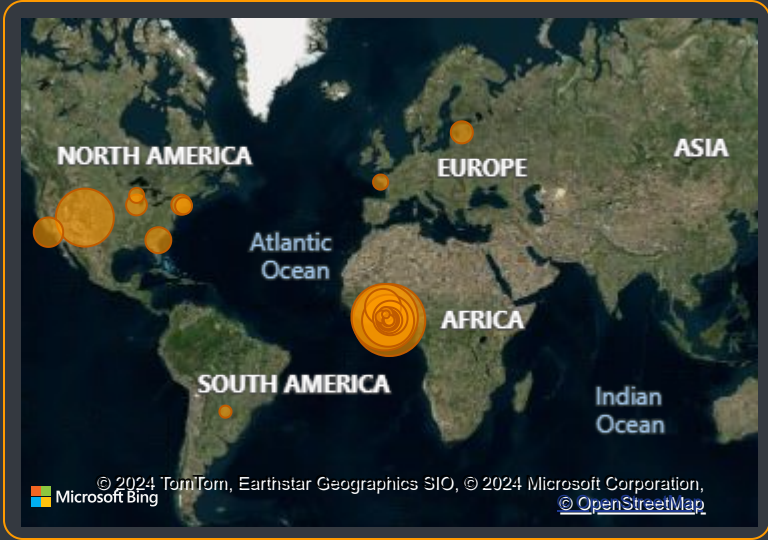 NORTH AMERICA
EUROPE
ASIA
Atlantic
Ocean
AFRICA
SOUTH AMERICA
Indian
Ocean
Microsoft Bing
© 2024 TomTom, Earthstar Geographics SIO, © 2024 Microsoft Corporation,
© OpenStreetMap